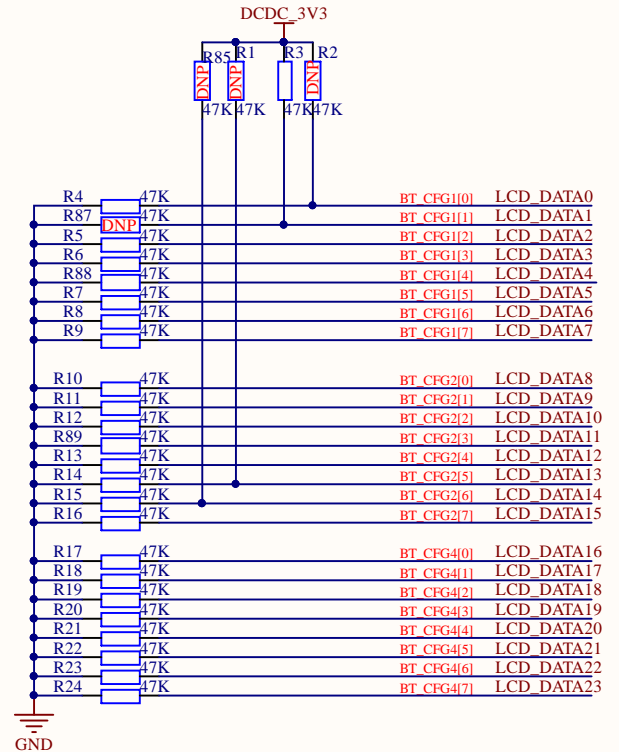 DCDC_3V3
R85 R1 R3 R2
DNP DNP DNP
47K 47K 47K 47K
R4 47K BT_CFG1[0] LCD_DATA0
R87 DNP 47K BT_CFG1[1] LCD_DATA1
R5 47K BT_CFG1[2] LCD_DATA2
R6 47K BT_CFG1[3] LCD_DATA3
R88 47K BT_CFG1[4] LCD_DATA4
R7 47K BT_CFG1[5] LCD_DATA5
R8 47K BT_CFG1[6] LCD_DATA6
R9 47K BT_CFG1[7] LCD_DATA7
R10 47K BT_CFG2[0] LCD_DATA8
R11 47K BT_CFG2[1] LCD_DATA9
R12 47K BT_CFG2[2] LCD_DATA10
R89 47K BT_CFG2[3] LCD_DATA11
R13 47K BT_CFG2[4] LCD_DATA12
R14 47K BT_CFG2[5] LCD_DATA13
R15 47K BT_CFG2[6] LCD_DATA14
R16 47K BT_CFG2[7] LCD_DATA15
R17 47K BT_CFG4[0] LCD_DATA16
R18 47K BT_CFG4[1] LCD_DATA17
R19 47K BT_CFG4[2] LCD_DATA18
R20 47K BT_CFG4[3] LCD_DATA19
R21 47K BT_CFG4[4] LCD_DATA20
R22 47K BT_CFG4[5] LCD_DATA21
R23 47K BT_CFG4[6] LCD_DATA22
R24 47K BT_CFG4[7] LCD_DATA23
GND